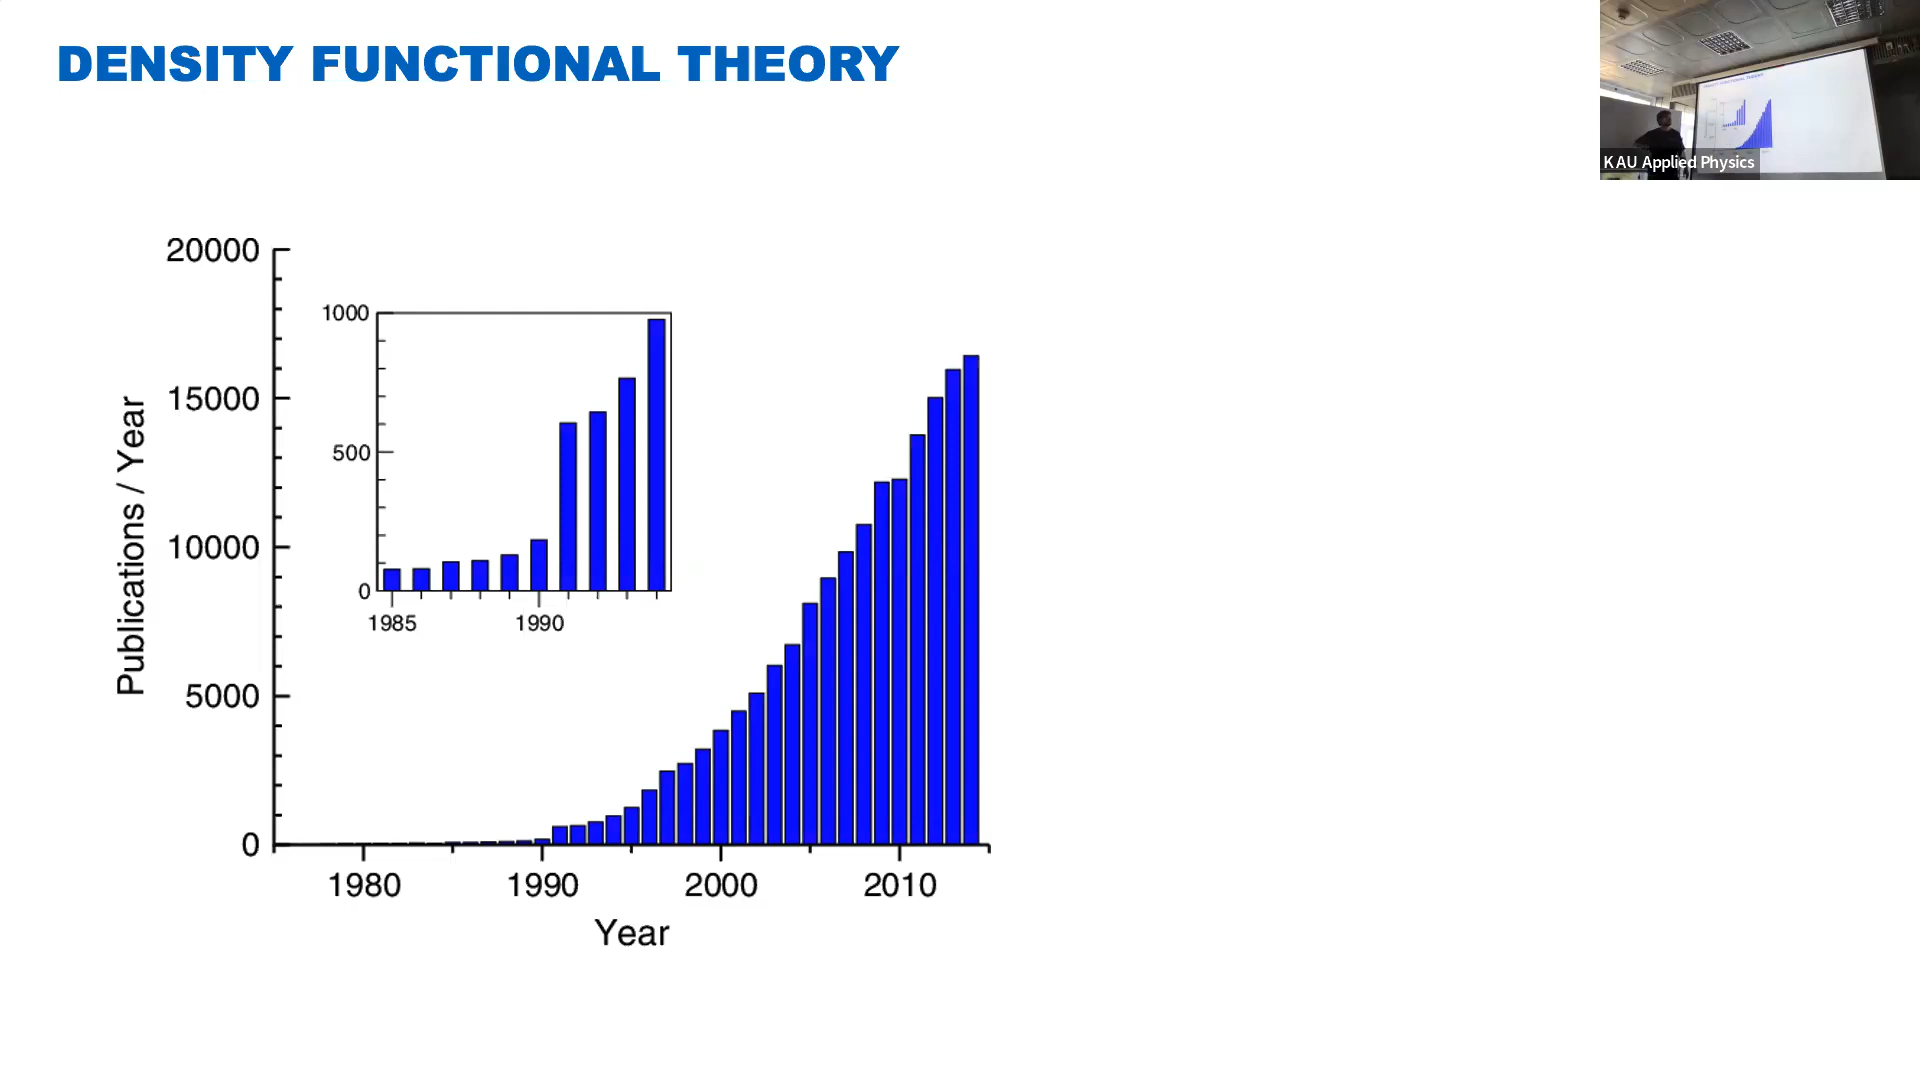 DENSITY FUNCTIONAL THEORY
KAU Applied Physics
20000
15000
10000
5000
0
Publications / Year
1000
500
0
1985 1990
1980 1990 2000 2010
Year